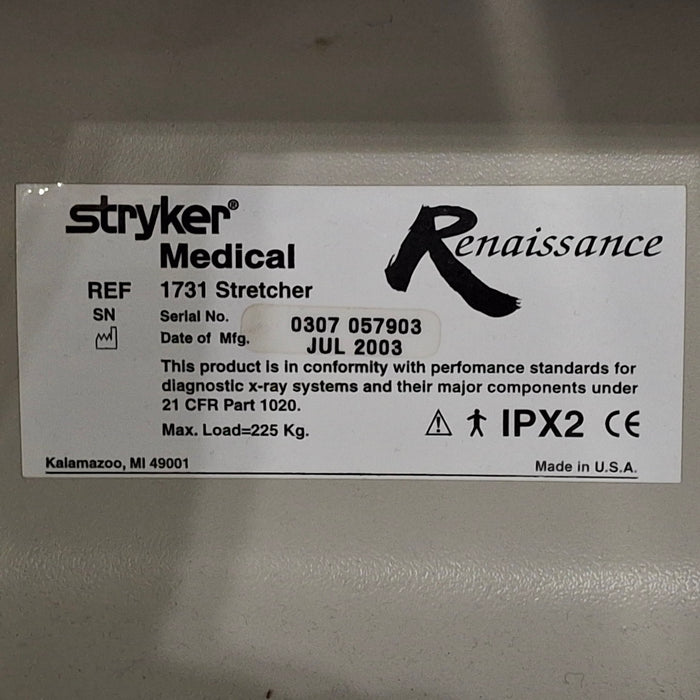 stryker®
Medical
Renaissance
REF 1731 Stretcher
SN Serial No. 0307 057903
Date of Mfg. JUL 2003
This product is in conformity with perfomance standards for
diagnostic x-ray systems and their major components under
21 CFR Part 1020.
Max. Load=225 Kg.
IPX2 CE
Kalamazoo, MI 49001
Made in U.S.A.